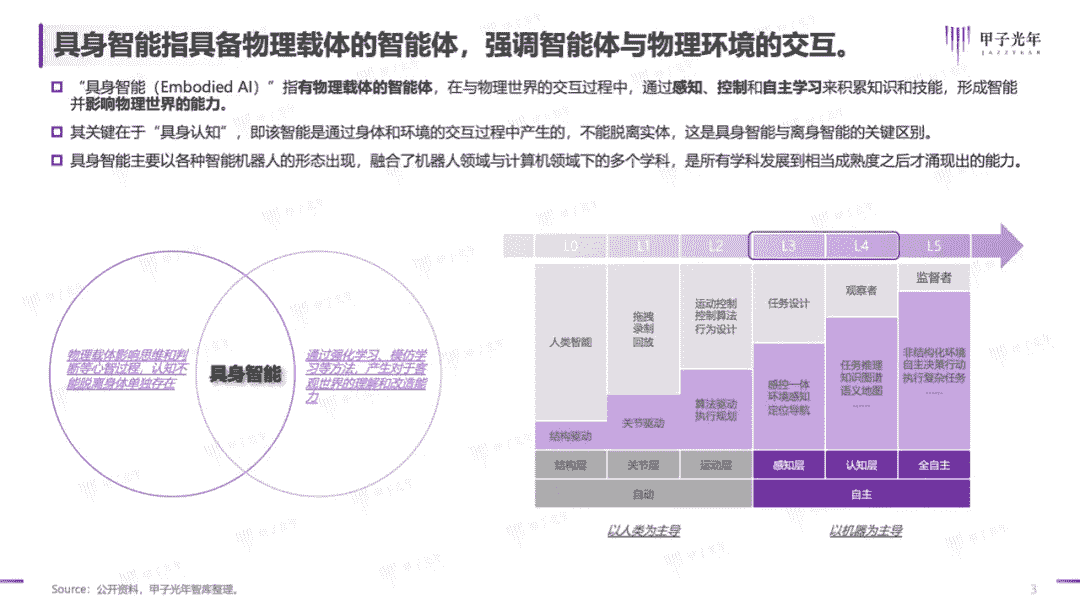 具身智能指具备物理载体的智能体，强调智能体与物理环境的交互。
甲子光年
JAZZYEAR
“具身智能（Embodied AI）”指有物理载体的智能体，在与物理世界的交互过程中，通过感知、控制和自主学习来积累知识和技能，形成智能
并影响物理世界的能力。
其关键在于“具身认知”，即该智能是通过身体和环境的交互过程中产生的，不能脱离实体，这是具身智能与离身智能的关键区别。
具身智能主要以各种智能机器人的形态出现，融合了机器人领域与计算机领域下的多个学科，是所有学科发展到相当成熟度之后才涌现出的能力。
物理载体影响思维和判
断等心智过程，认知不
能脱离身体单独存在
具身智能
通过强化学习、模仿学
习等方法，产生对于客
观世界的理解和改造能
力
L0
L1
L2
L3
L4
L5
人类智能
拖拽
录制
回放
运动控制
控制算法
行为设计
任务设计
观察者
监督者
结构驱动
关节驱动
算法驱动
执行规划
感控一体
环境感知
定位导航
任务推理
知识图谱
语义地图
……
非结构化环境
自主决策行动
执行复杂任务
……
结构层
关节层
运动层
感知层
认知层
全自主
自动
自主
以人类为主导
以机器为主导
Source：公开资料，甲子光年智库整理。
3